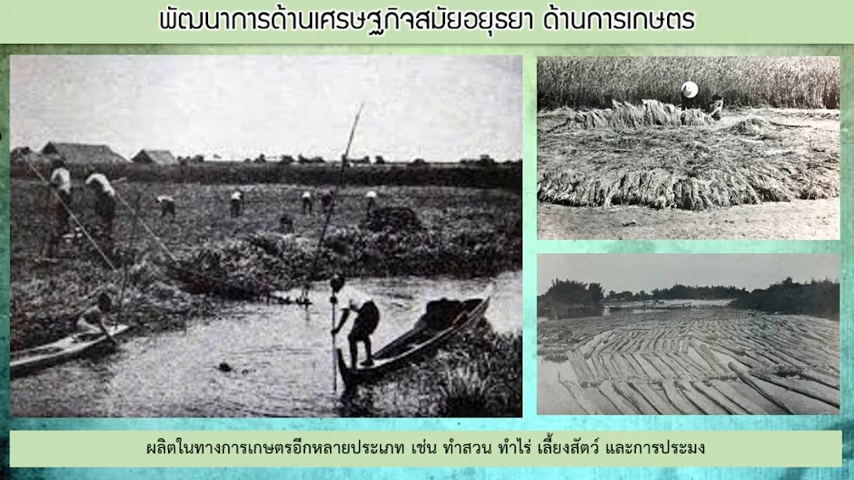 พัฒนาการด้านเศรษฐกิจสมัยอยุธยา ด้านการเกษตร
ผลิตในทางการเกษตรอีกหลายประเภท เช่น ทำสวน ทำไร่ เลี้ยงสัตว์ และการประมง